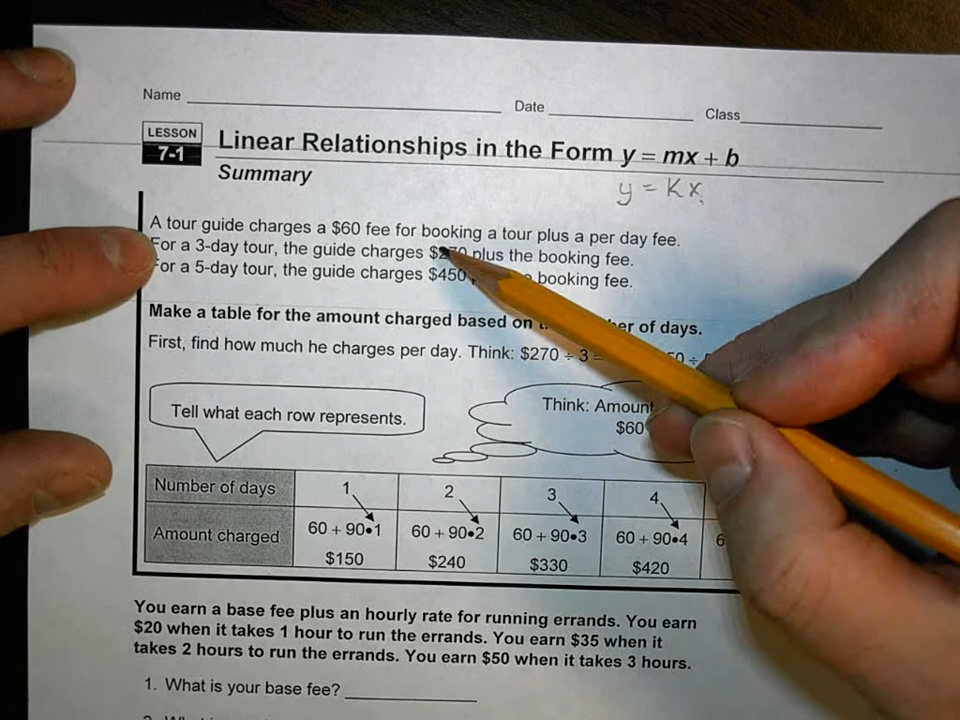 Name Date Class
LESSON
7-1
Linear Relationships in the Form y = mx + b
Summary
y = Kx
A tour guide charges a $60 fee for booking a tour plus a per day fee.
For a 3-day tour, the guide charges $270 plus the booking fee.
For a 5-day tour, the guide charges $450 booking fee.
Make a table for the amount charged based on of days.
First, find how much he charges per day. Think: $270 ÷ 3 =
Tell what each row represents.
Think: Amount
$60
Number of days 1 2 3 4
Amount charged 60 + 90•1 60 + 90•2 60 + 90•3 60 + 90•4 6
$150 $240 $330 $420
You earn a base fee plus an hourly rate for running errands. You earn
$20 when it takes 1 hour to run the errands. You earn $35 when it
takes 2 hours to run the errands. You earn $50 when it takes 3 hours.
1. What is your base fee?